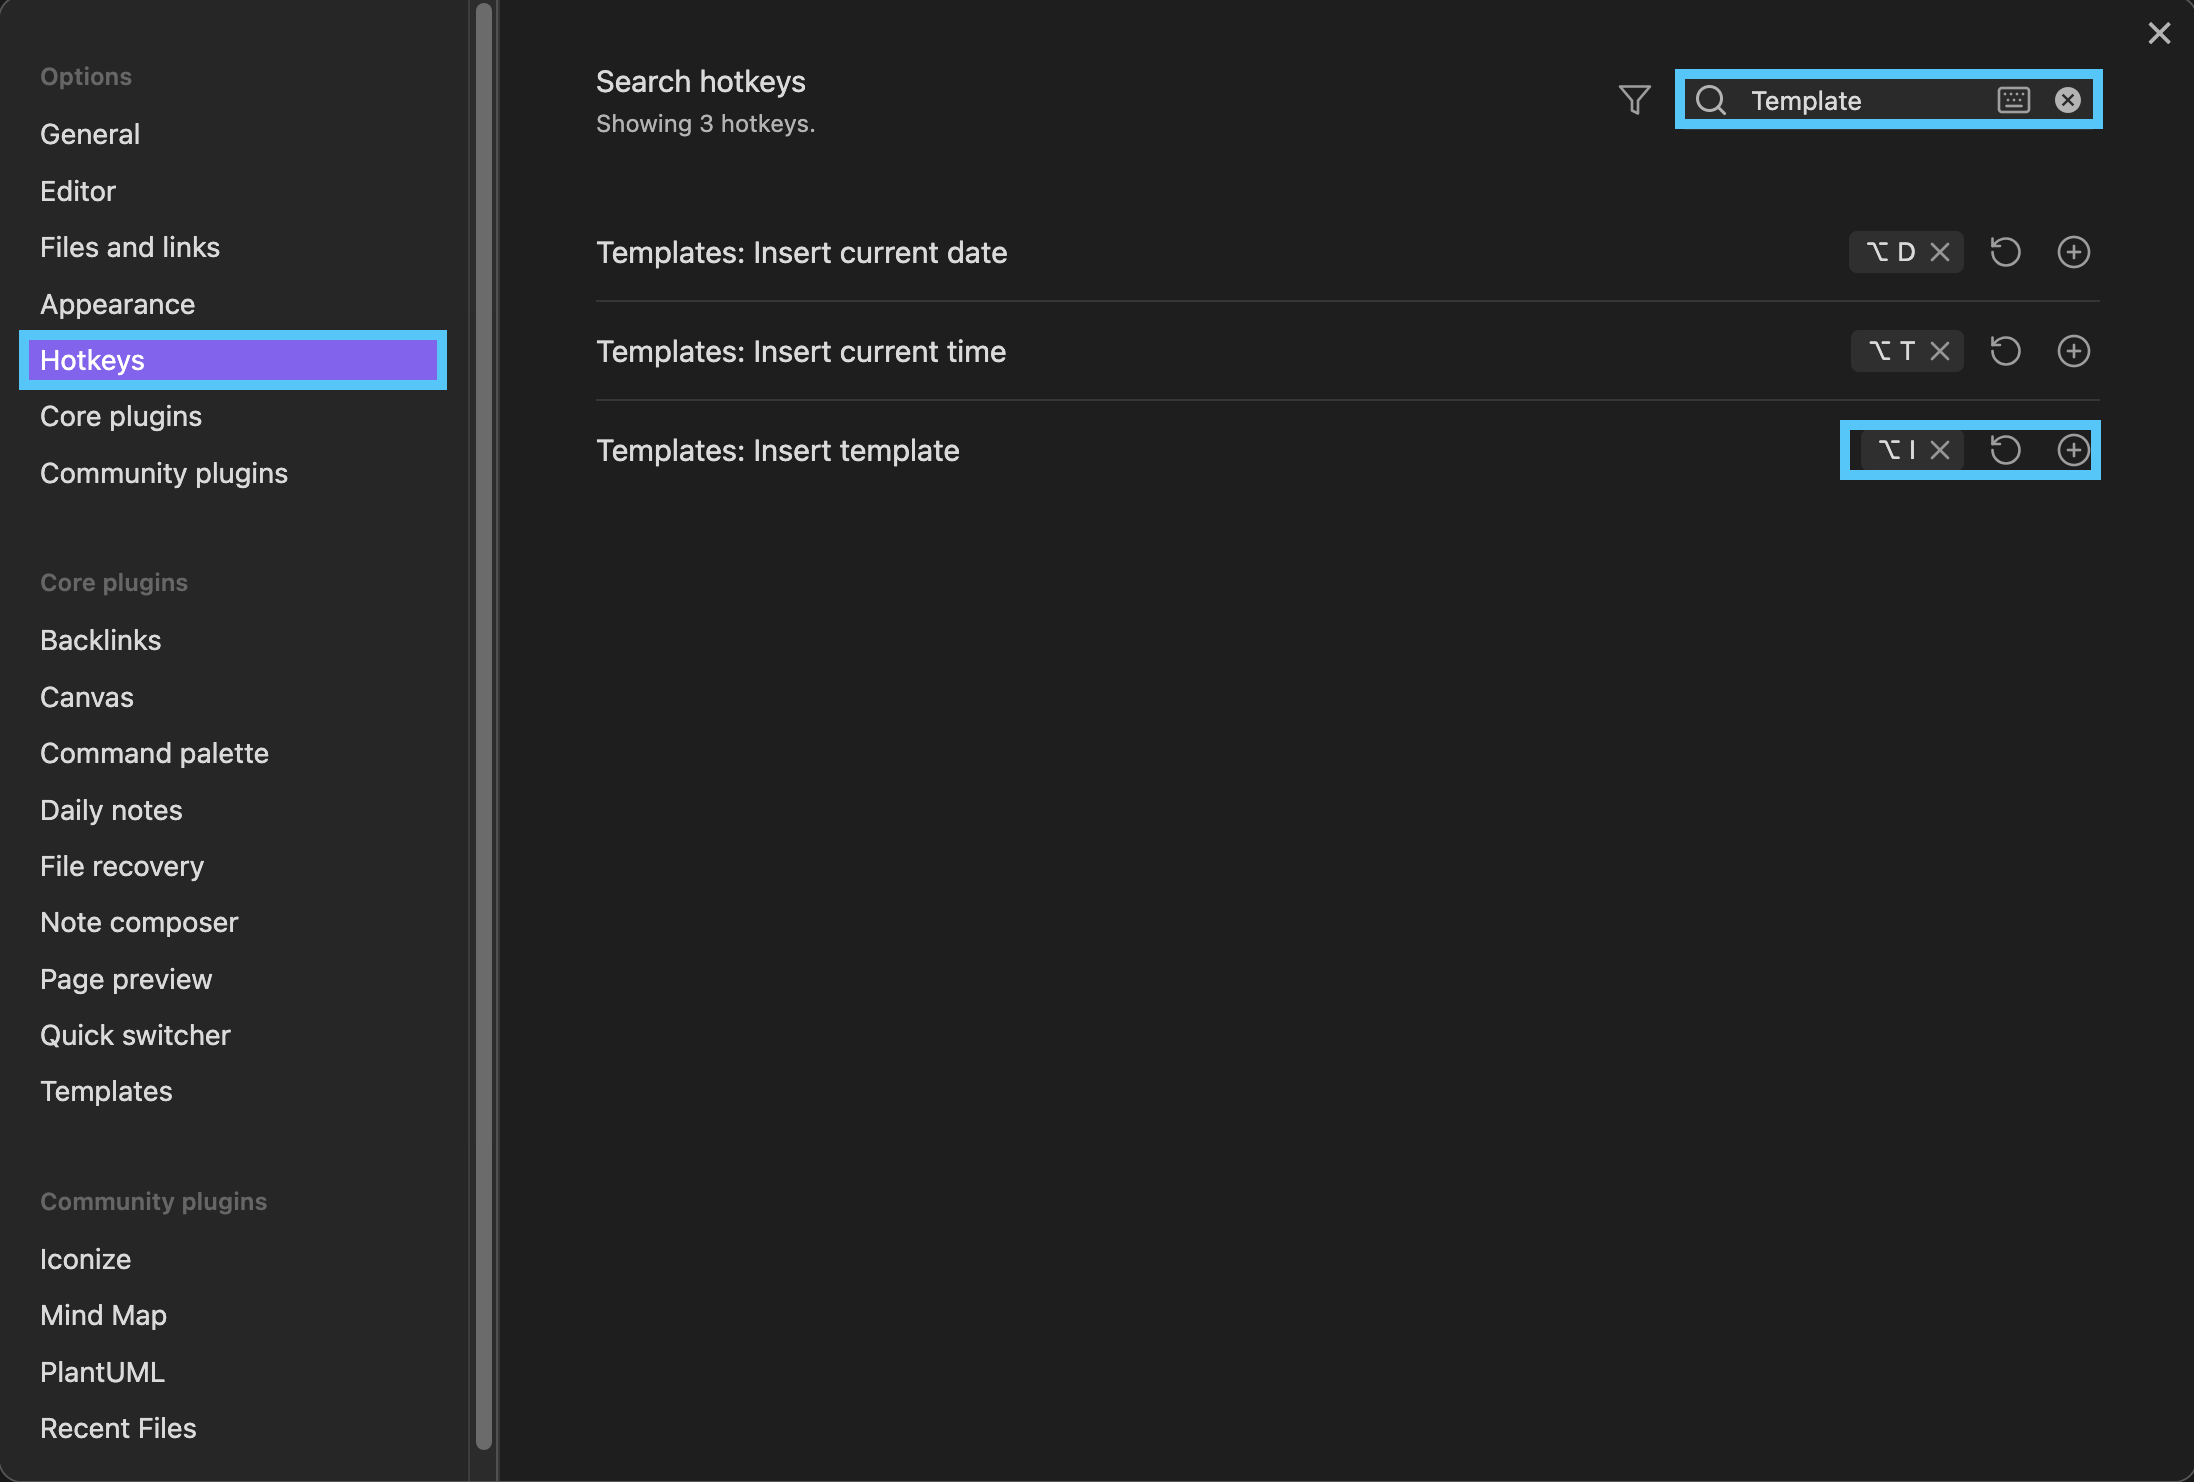 Options
General
Editor
Files and links
Appearance
Hotkeys
Core plugins
Community plugins
Core plugins
Backlinks
Canvas
Command palette
Daily notes
File recovery
Note composer
Page preview
Quick switcher
Templates
Community plugins
Iconize
Mind Map
PlantUML
Recent Files
Search hotkeys
Showing 3 hotkeys.
Template
Templates: Insert current date
⌥ D
Templates: Insert current time
⌥ T
Templates: Insert template
⌥ I